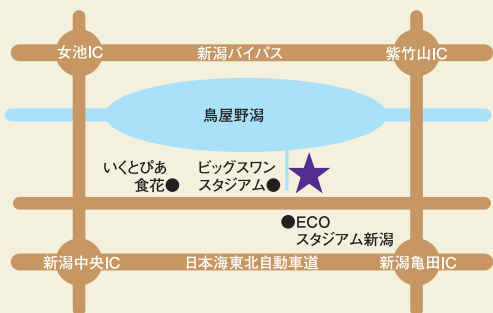 女池IC
新潟バイパス
紫竹山IC
鳥屋野潟
いくとぴあ
食花
ビッグスワン
スタジアム
ECO
スタジアム新潟
新潟中央IC
日本海東北自動車道
新潟亀田IC